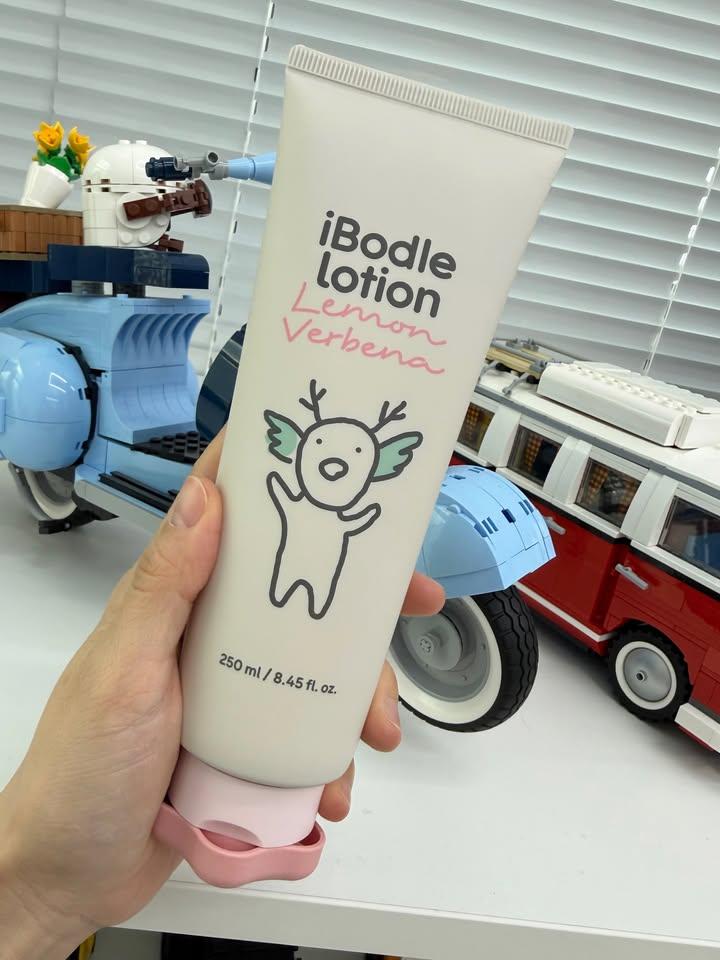 iBodle
lotion
Lemon
Verbena
250 ml / 8.45 fl. oz.